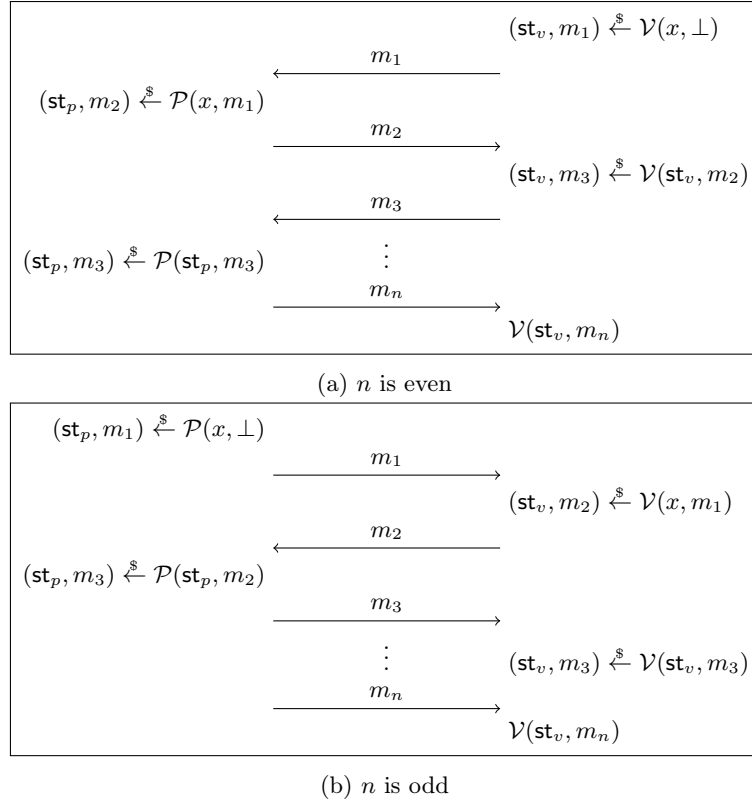 (st_v, m_1) ←$ 𝒱(x, ⊥)
m_1
(st_p, m_2) ←$ 𝒫(x, m_1)
m_2
(st_v, m_3) ←$ 𝒱(st_v, m_2)
m_3
(st_p, m_3) ←$ 𝒫(st_p, m_3)
⋮
m_n
𝒱(st_v, m_n)
(a) n is even
(st_p, m_1) ←$ 𝒫(x, ⊥)
m_1
(st_v, m_2) ←$ 𝒱(x, m_1)
m_2
(st_p, m_3) ←$ 𝒫(st_p, m_2)
m_3
⋮
(st_v, m_3) ←$ 𝒱(st_v, m_3)
m_n
𝒱(st_v, m_n)
(b) n is odd